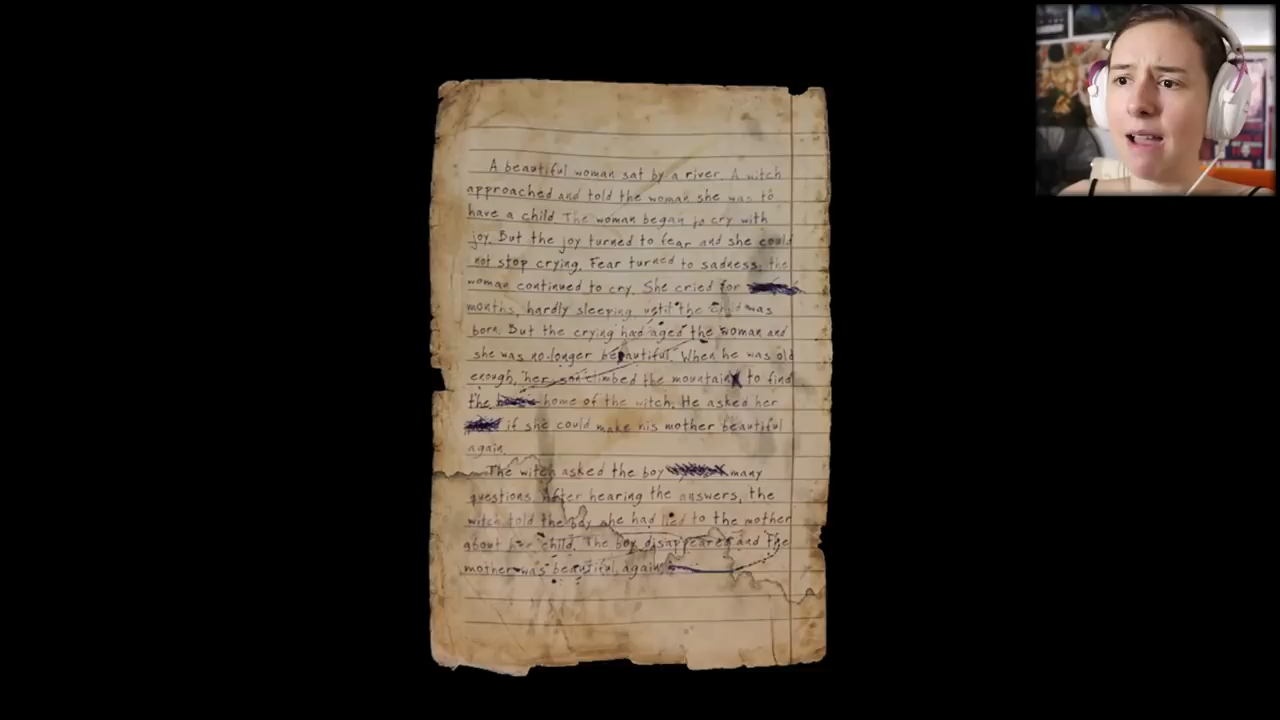 A beautiful woman sat by a river. A witch
approached and told the woman she was to
have a child. The woman began to cry with
joy. But the joy turned to fear and she could
not stop crying. Fear turned to sadness, the
woman continued to cry. She cried for
months, hardly sleeping, until the child was
born. But the crying had aged the woman and
she was no longer beautiful. When he was old
enough, her son climbed the mountain to find
the home of the witch. He asked her
if she could make his mother beautiful
again.
The witch asked the boy many
questions. After hearing the answers, the
witch told the boy she had lied to the mother
about her child. The boy disappeared and the
mother was beautiful again.